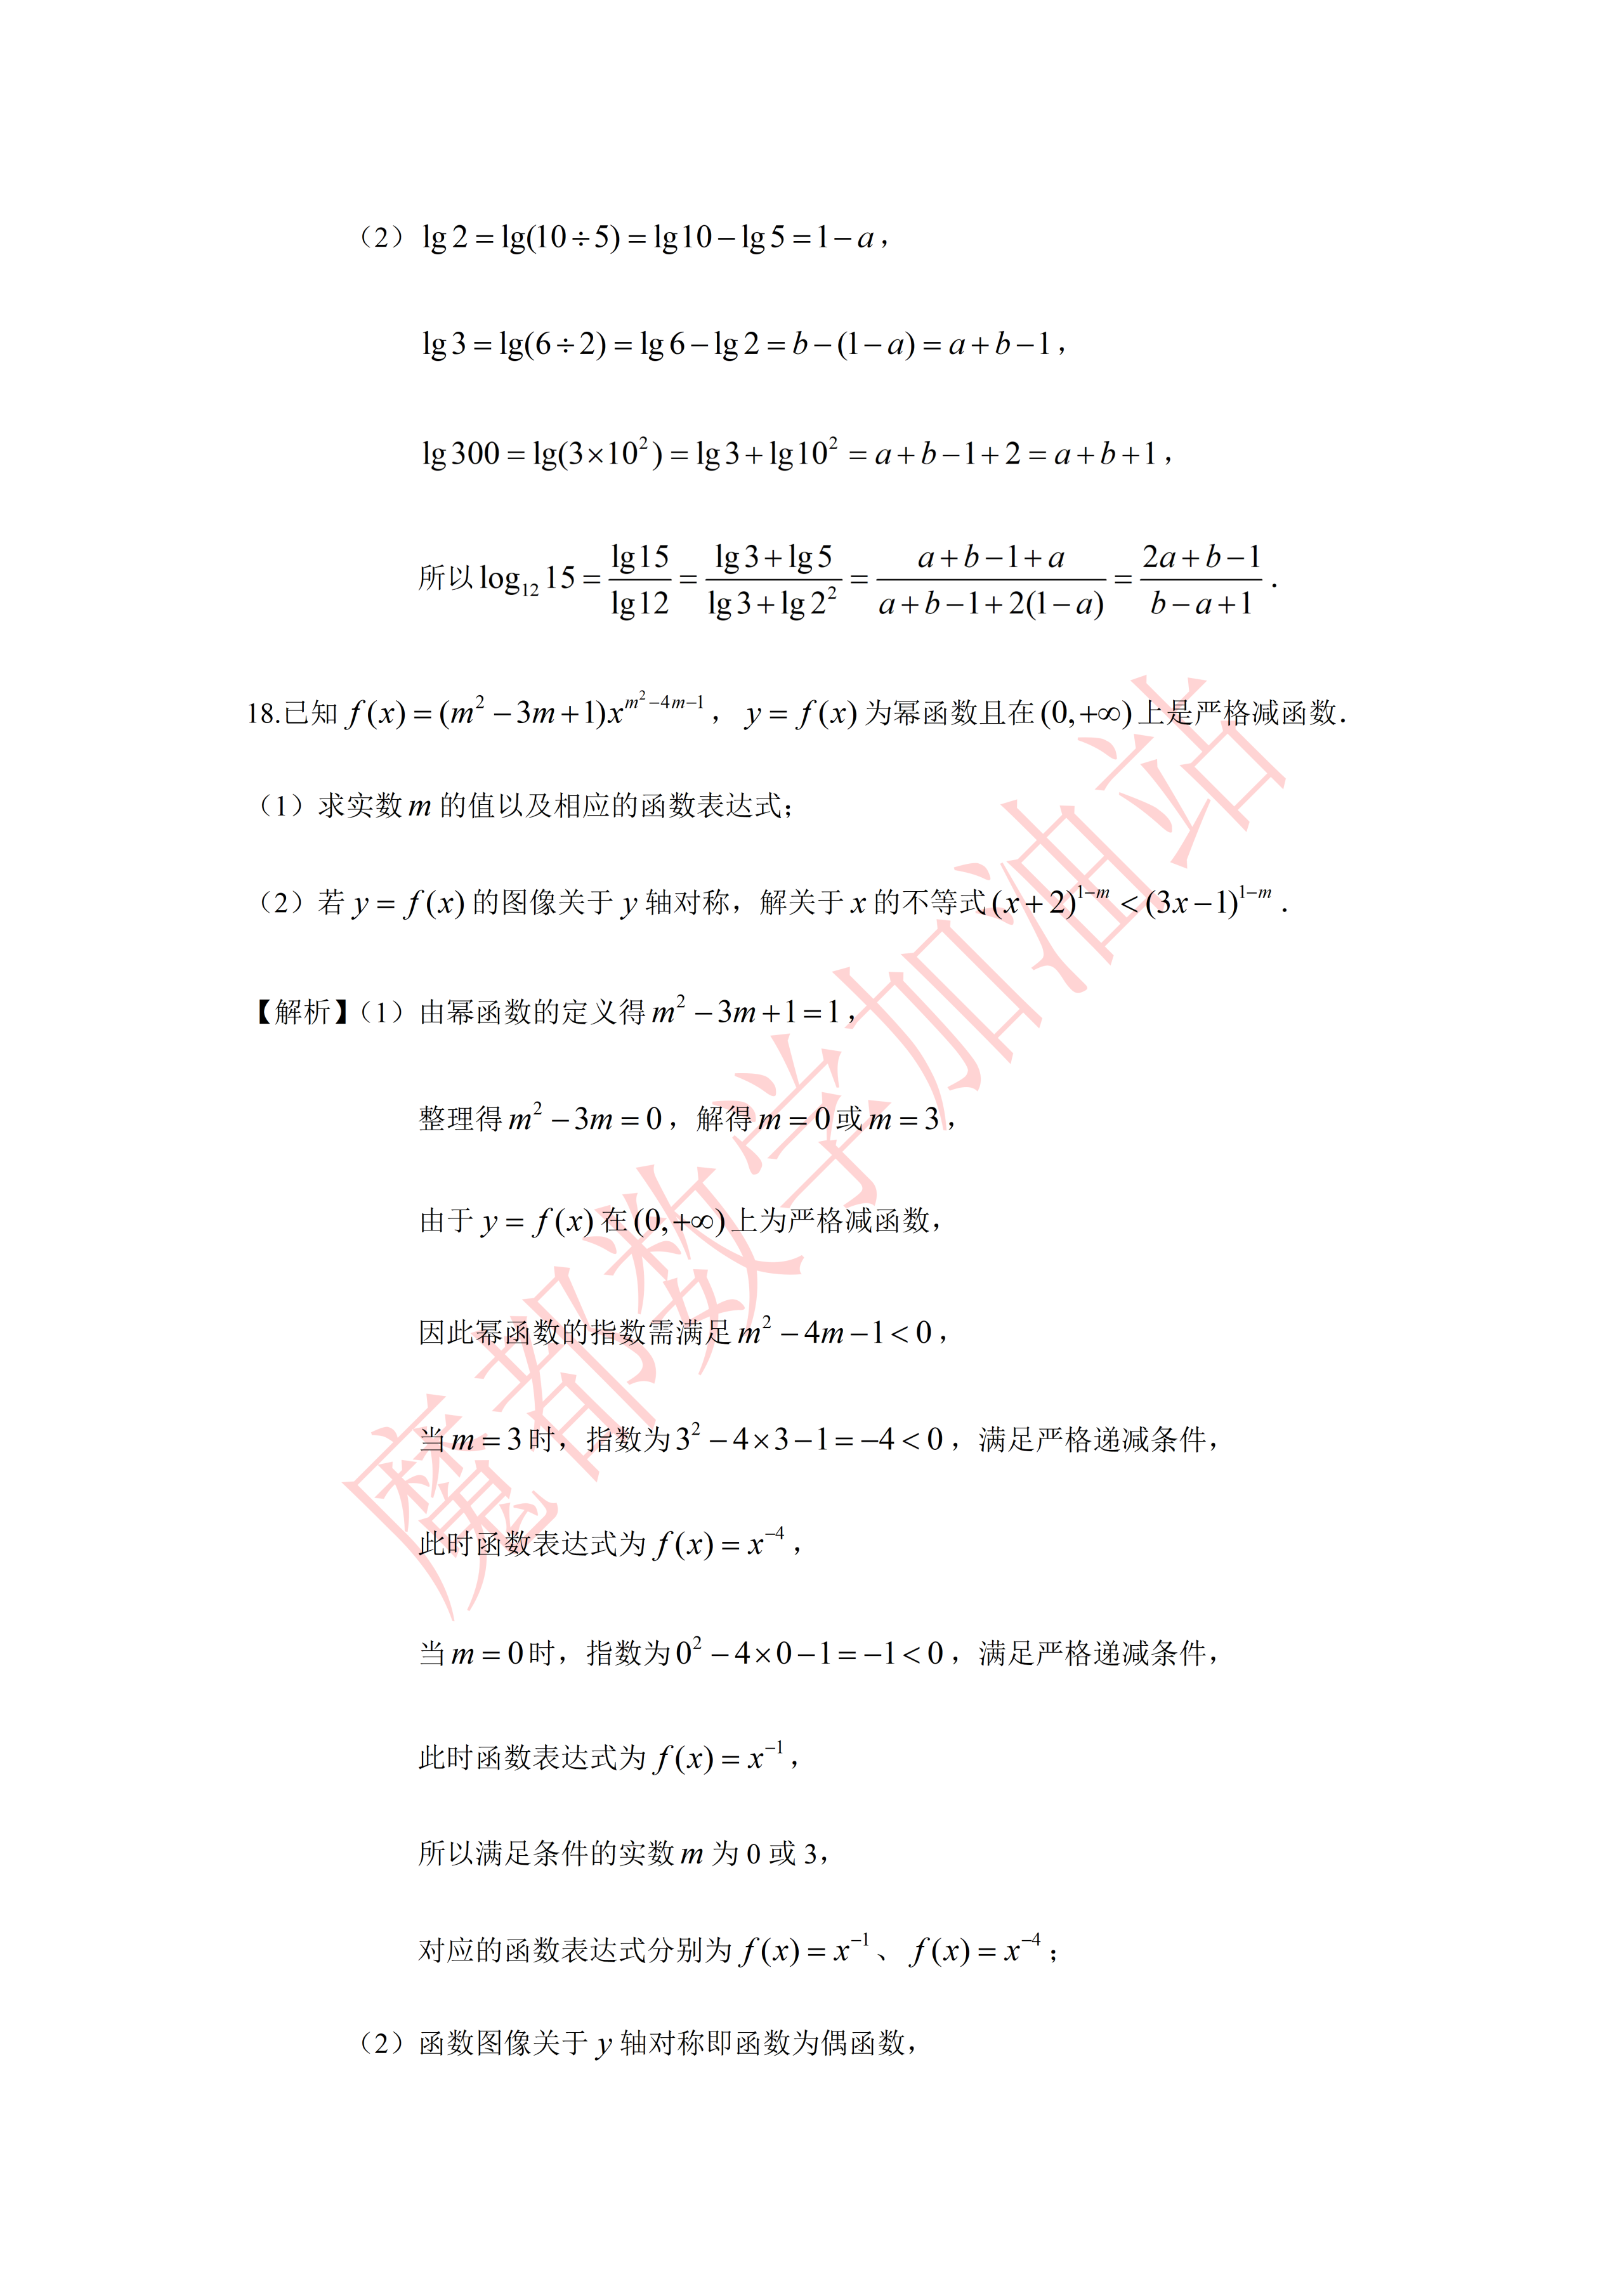 （2）lg 2 = lg(10 ÷ 5) = lg10 − lg 5 = 1 − a，
lg 3 = lg(6 ÷ 2) = lg 6 − lg 2 = b − (1 − a) = a + b − 1，
lg 300 = lg(3×10²) = lg 3 + lg10² = a + b − 1 + 2 = a + b + 1，
所以 log₁₂ 15 = \frac{lg15}{lg12} = \frac{lg 3 + lg 5}{lg 3 + lg 2²} = \frac{a + b − 1 + a}{a + b − 1 + 2(1 − a)} = \frac{2a + b − 1}{b − a + 1}．
18.已知 f(x) = (m² − 3m + 1)x^{m²−4m−1}， y = f(x) 为幂函数且在 (0, +∞) 上是严格减函数．
（1）求实数 m 的值以及相应的函数表达式；
（2）若 y = f(x) 的图像关于 y 轴对称，解关于 x 的不等式 (x + 2)^{1−m} < (3x − 1)^{1−m}．
【解析】（1）由幂函数的定义得 m² − 3m + 1 = 1，
整理得 m² − 3m = 0，解得 m = 0 或 m = 3，
由于 y = f(x) 在 (0, +∞) 上为严格减函数，
因此幂函数的指数需满足 m² − 4m − 1 < 0，
当 m = 3 时，指数为 3² − 4×3 − 1 = −4 < 0，满足严格递减条件，
此时函数表达式为 f(x) = x⁻⁴，
当 m = 0 时，指数为 0² − 4×0 − 1 = −1 < 0，满足严格递减条件，
此时函数表达式为 f(x) = x⁻¹，
所以满足条件的实数 m 为 0 或 3，
对应的函数表达式分别为 f(x) = x⁻¹、 f(x) = x⁻⁴；
（2）函数图像关于 y 轴对称即函数为偶函数，
魔都数学加油站